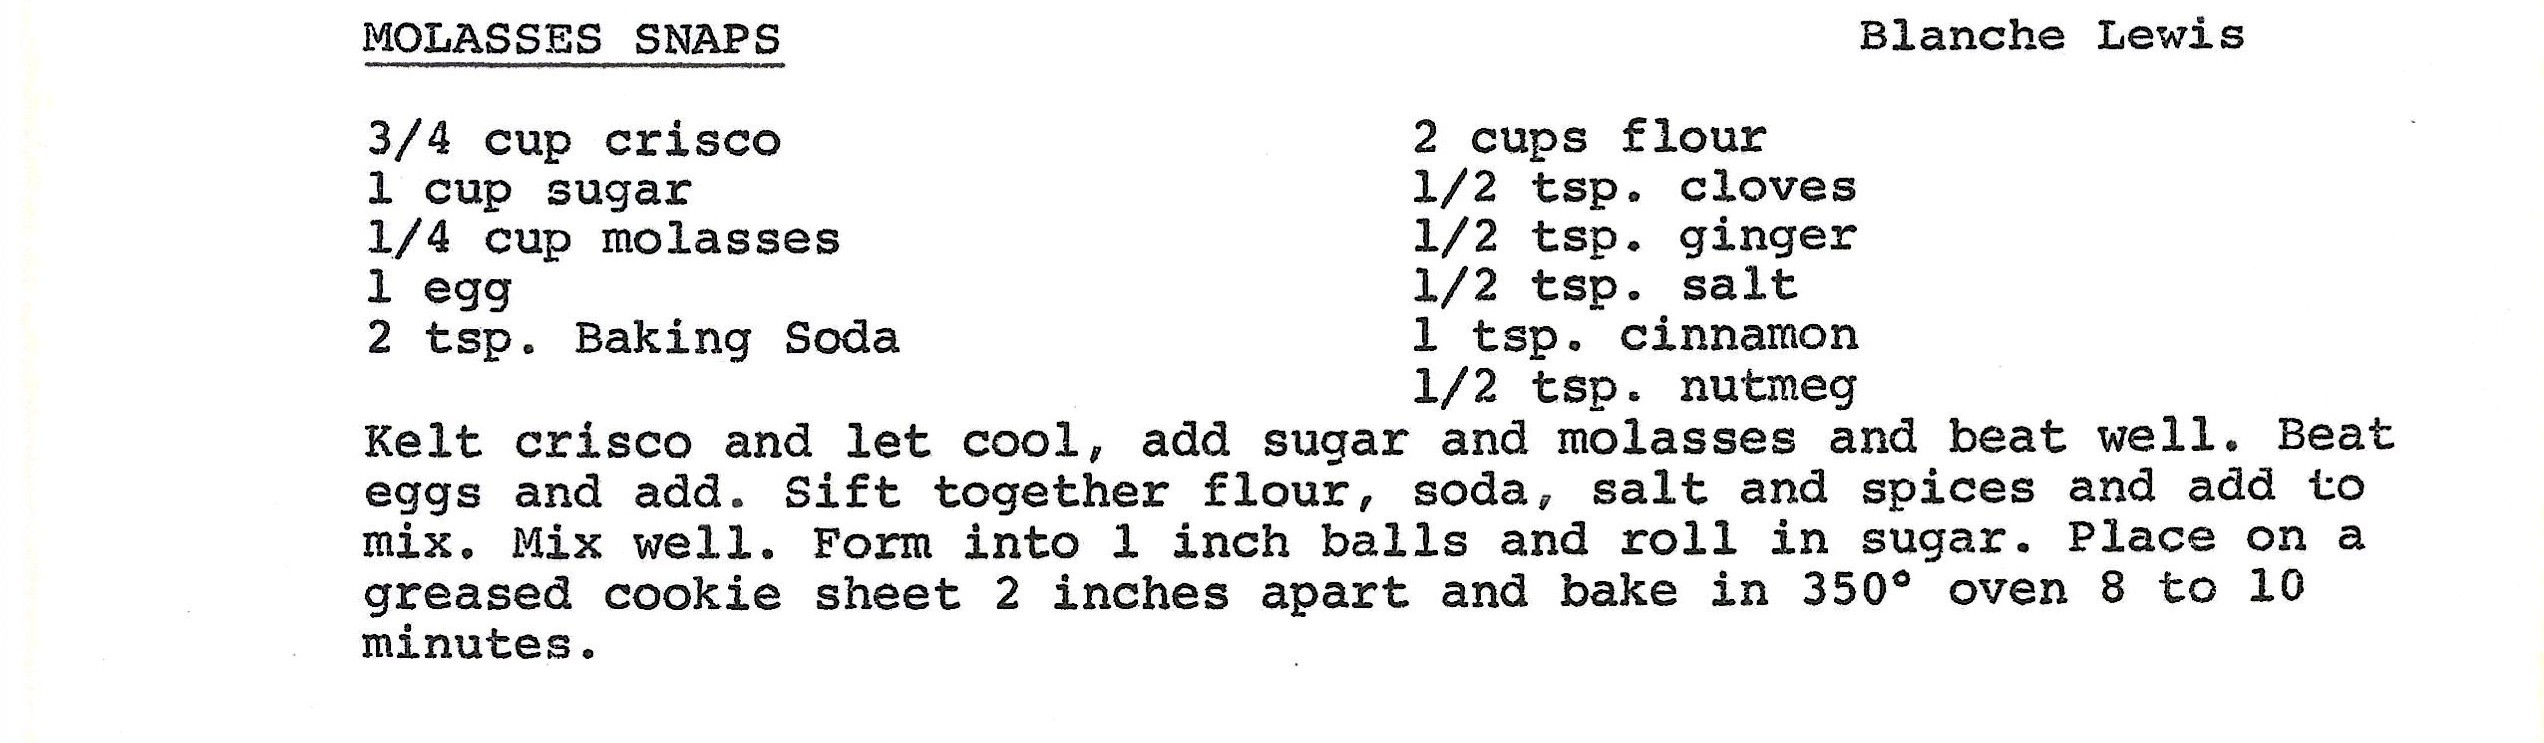 MOLASSES SNAPS Blanche Lewis
3/4 cup crisco 2 cups flour
1 cup sugar 1/2 tsp. cloves
1/4 cup molasses 1/2 tsp. ginger
1 egg 1/2 tsp. salt
2 tsp. Baking Soda 1 tsp. cinnamon
1/2 tsp. nutmeg
Kelt crisco and let cool, add sugar and molasses and beat well. Beat
eggs and add. Sift together flour, soda, salt and spices and add to
mix. Mix well. Form into 1 inch balls and roll in sugar. Place on a
greased cookie sheet 2 inches apart and bake in 350° oven 8 to 10
minutes.